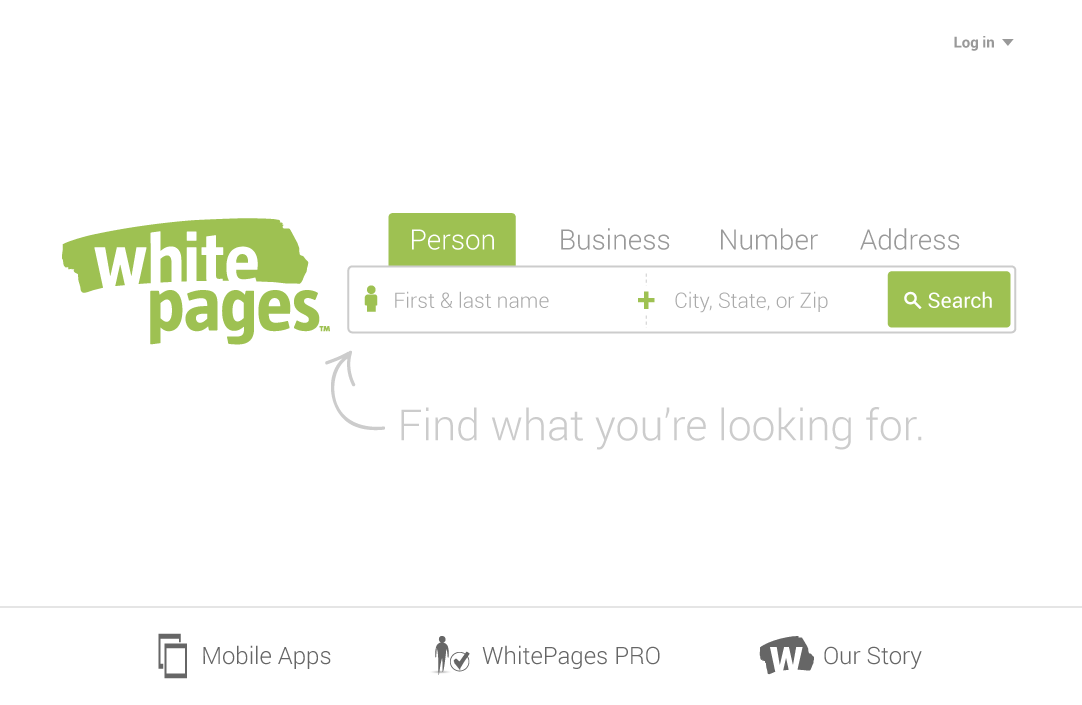 Log in
white
pages™
Person Business Number Address
First & last name + City, State, or Zip Search
Find what you're looking for.
Mobile Apps WhitePages PRO W Our Story